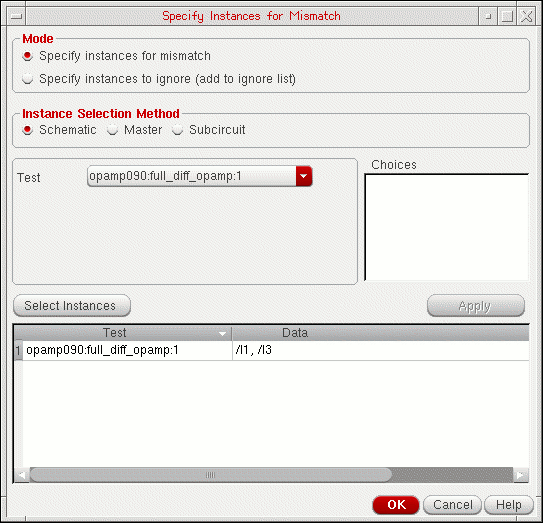 Specify Instances for Mismatch
Mode
Specify instances for mismatch
Specify instances to ignore (add to ignore list)
Instance Selection Method
Schematic Master Subcircuit
Test opamp090:full_diff_opamp:1
Choices
Select Instances Apply
Test Data
1 opamp090:full_diff_opamp:1 /I1, /I3
OK Cancel Help